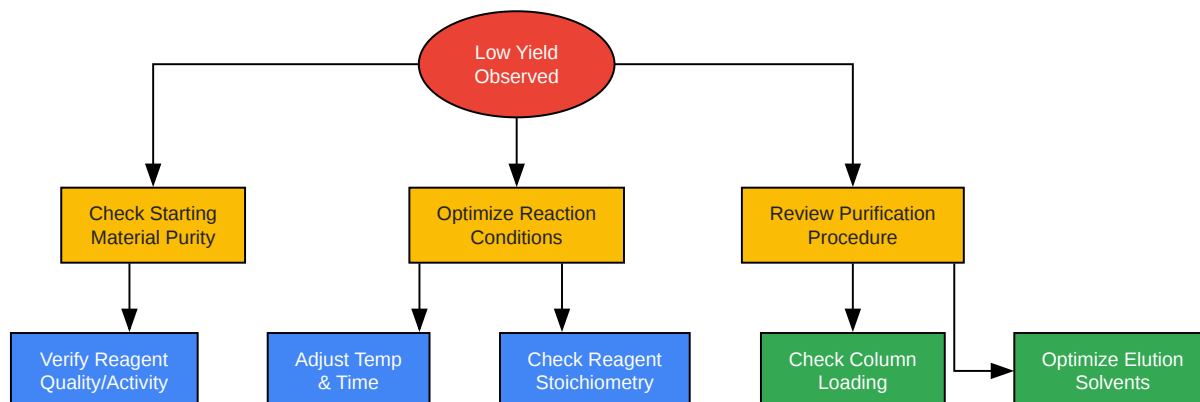 Low Yield
Observed
Check Starting
Material Purity
Optimize Reaction
Conditions
Review Purification
Procedure
Verify Reagent
Quality/Activity
Adjust Temp
& Time
Check Reagent
Stoichiometry
Check Column
Loading
Optimize Elution
Solvents